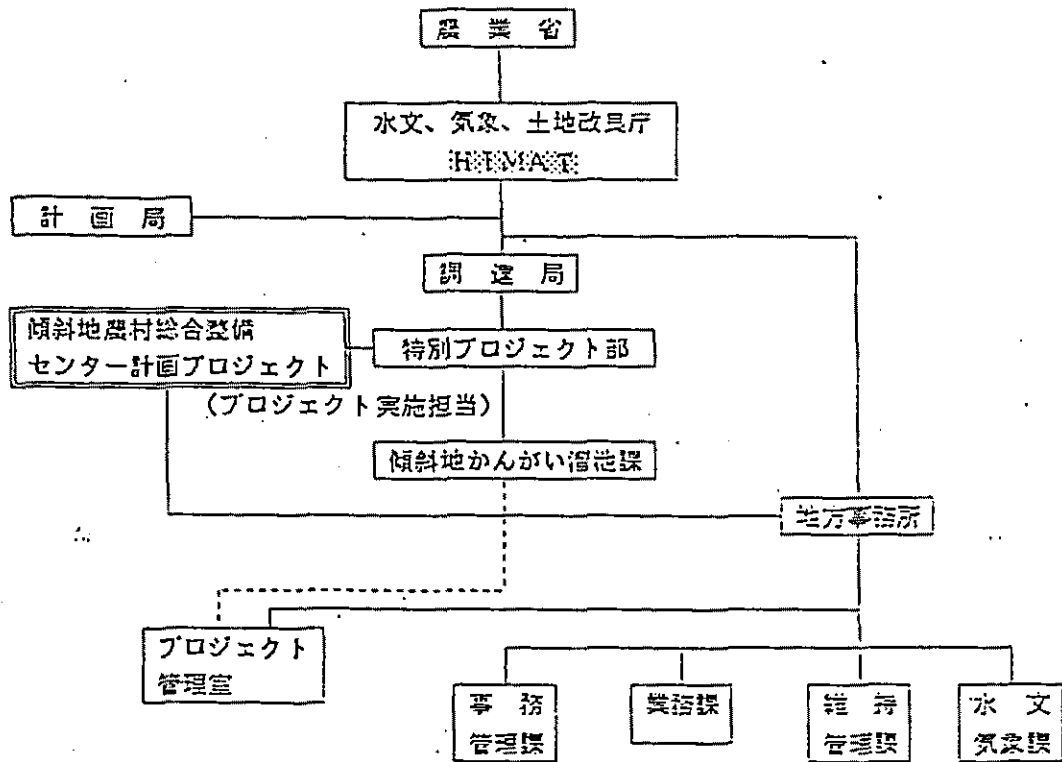 農業省
水文、気象、土地改良庁
HIMAT
計画局
調達局
傾斜地農村総合整備
センター計画プロジェクト
特別プロジェクト部
(プロジェクト実施担当)
傾斜地かんがい溜池課
地方事務所
プロジェクト
管理室
事務
管理課
業務課
維持
管理課
水文
気象課